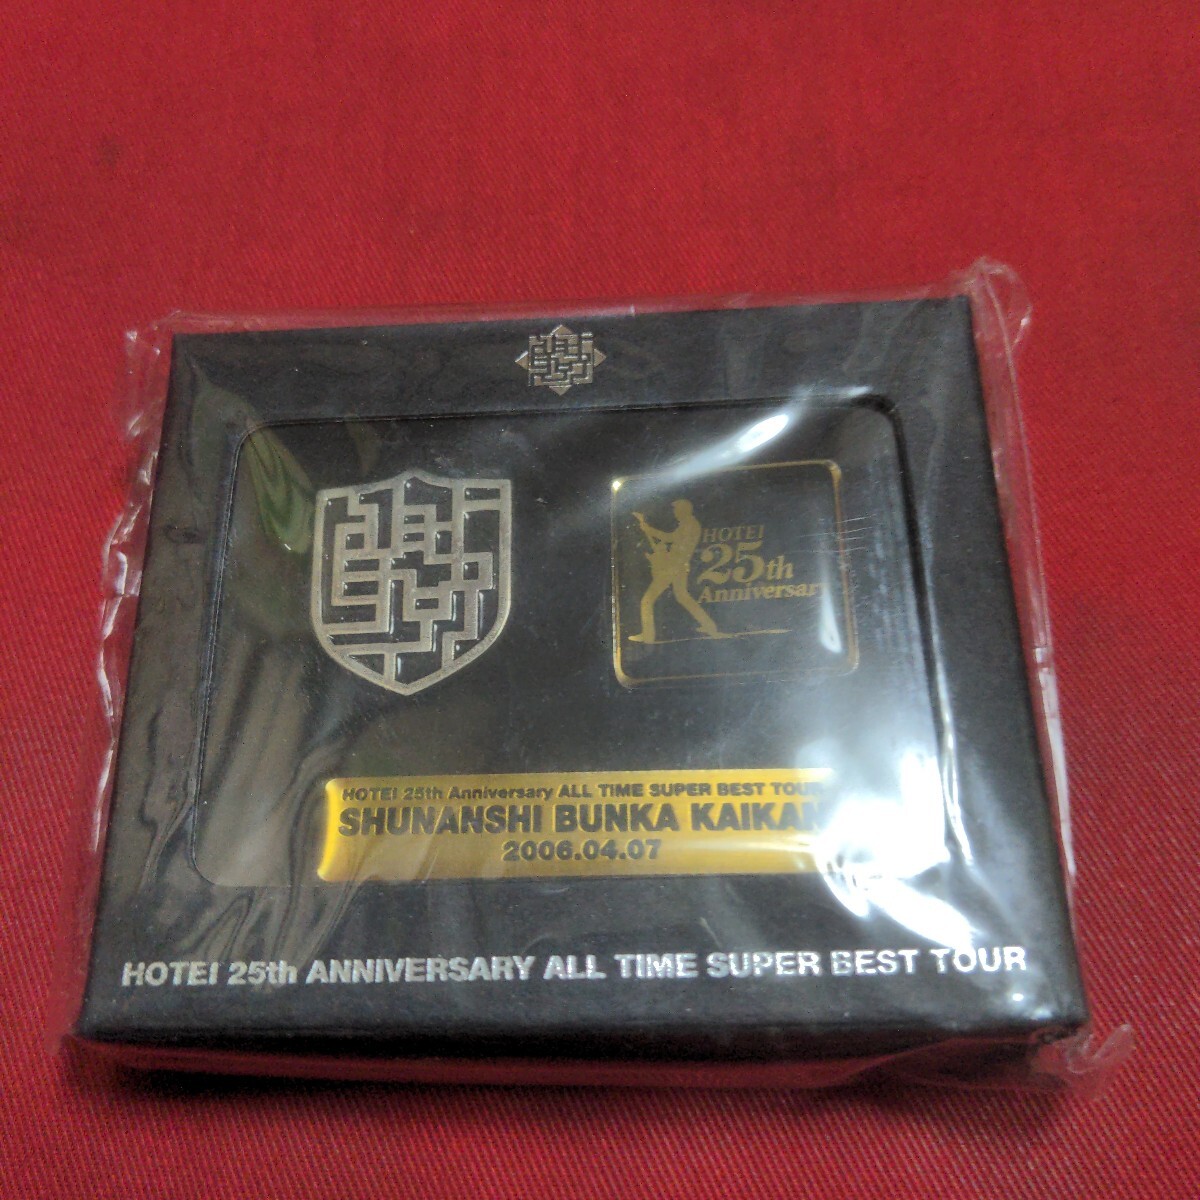 HOTEI
25th
Anniversary
HOTEI 25th Anniversary ALL TIME SUPER BEST TOUR
SHUNANSHI BUNKA KAIKAN
2006.04.07
HOTEI 25th ANNIVERSARY ALL TIME SUPER BEST TOUR